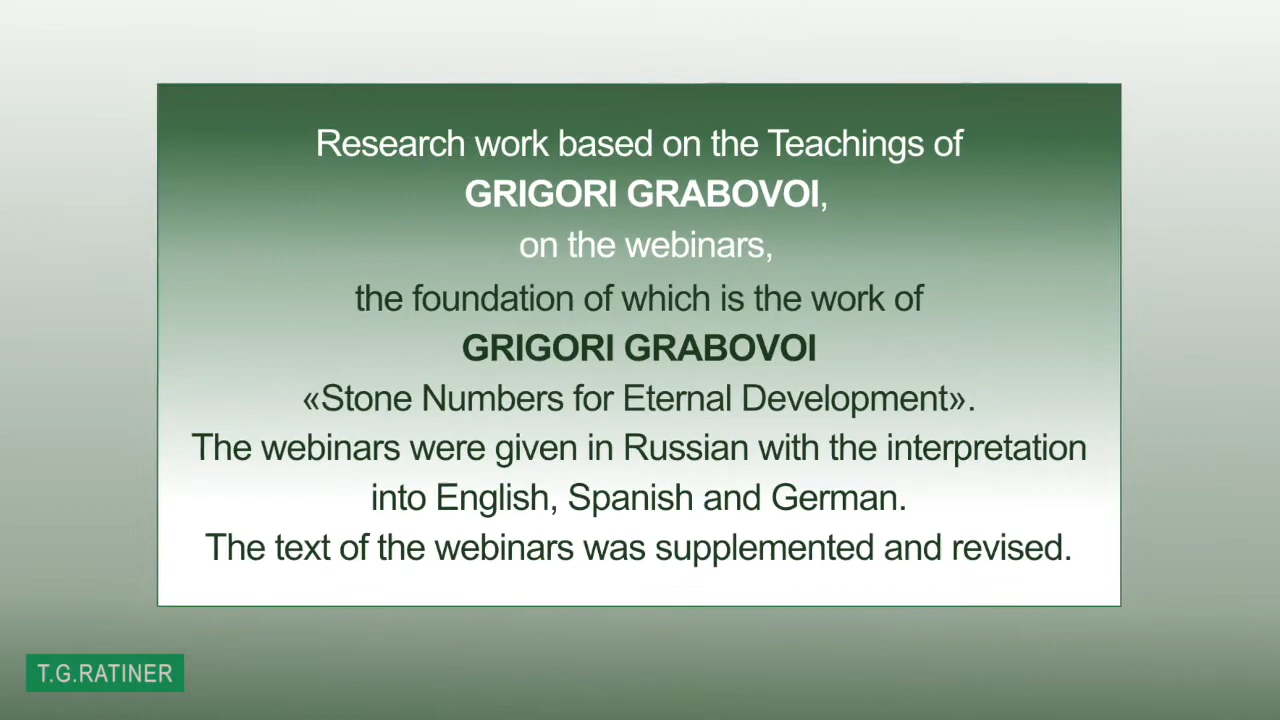 Research work based on the Teachings of
GRIGORI GRABOVOI,
on the webinars,
the foundation of which is the work of
GRIGORI GRABOVOI
«Stone Numbers for Eternal Development».
The webinars were given in Russian with the interpretation
into English, Spanish and German.
The text of the webinars was supplemented and revised.
T.G.RATINER